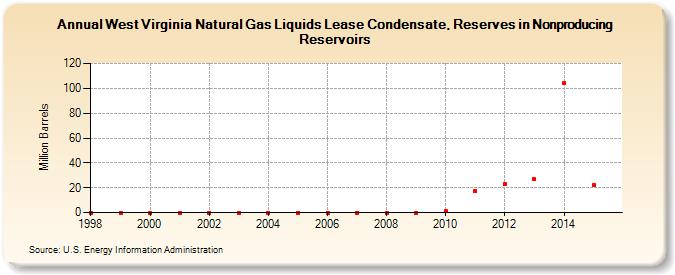 Annual West Virginia Natural Gas Liquids Lease Condensate, Reserves in Nonproducing
Reservoirs
Million Barrels
120
100
80
60
40
20
0
1998 2000 2002 2004 2006 2008 2010 2012 2014
Source: U.S. Energy Information Administration